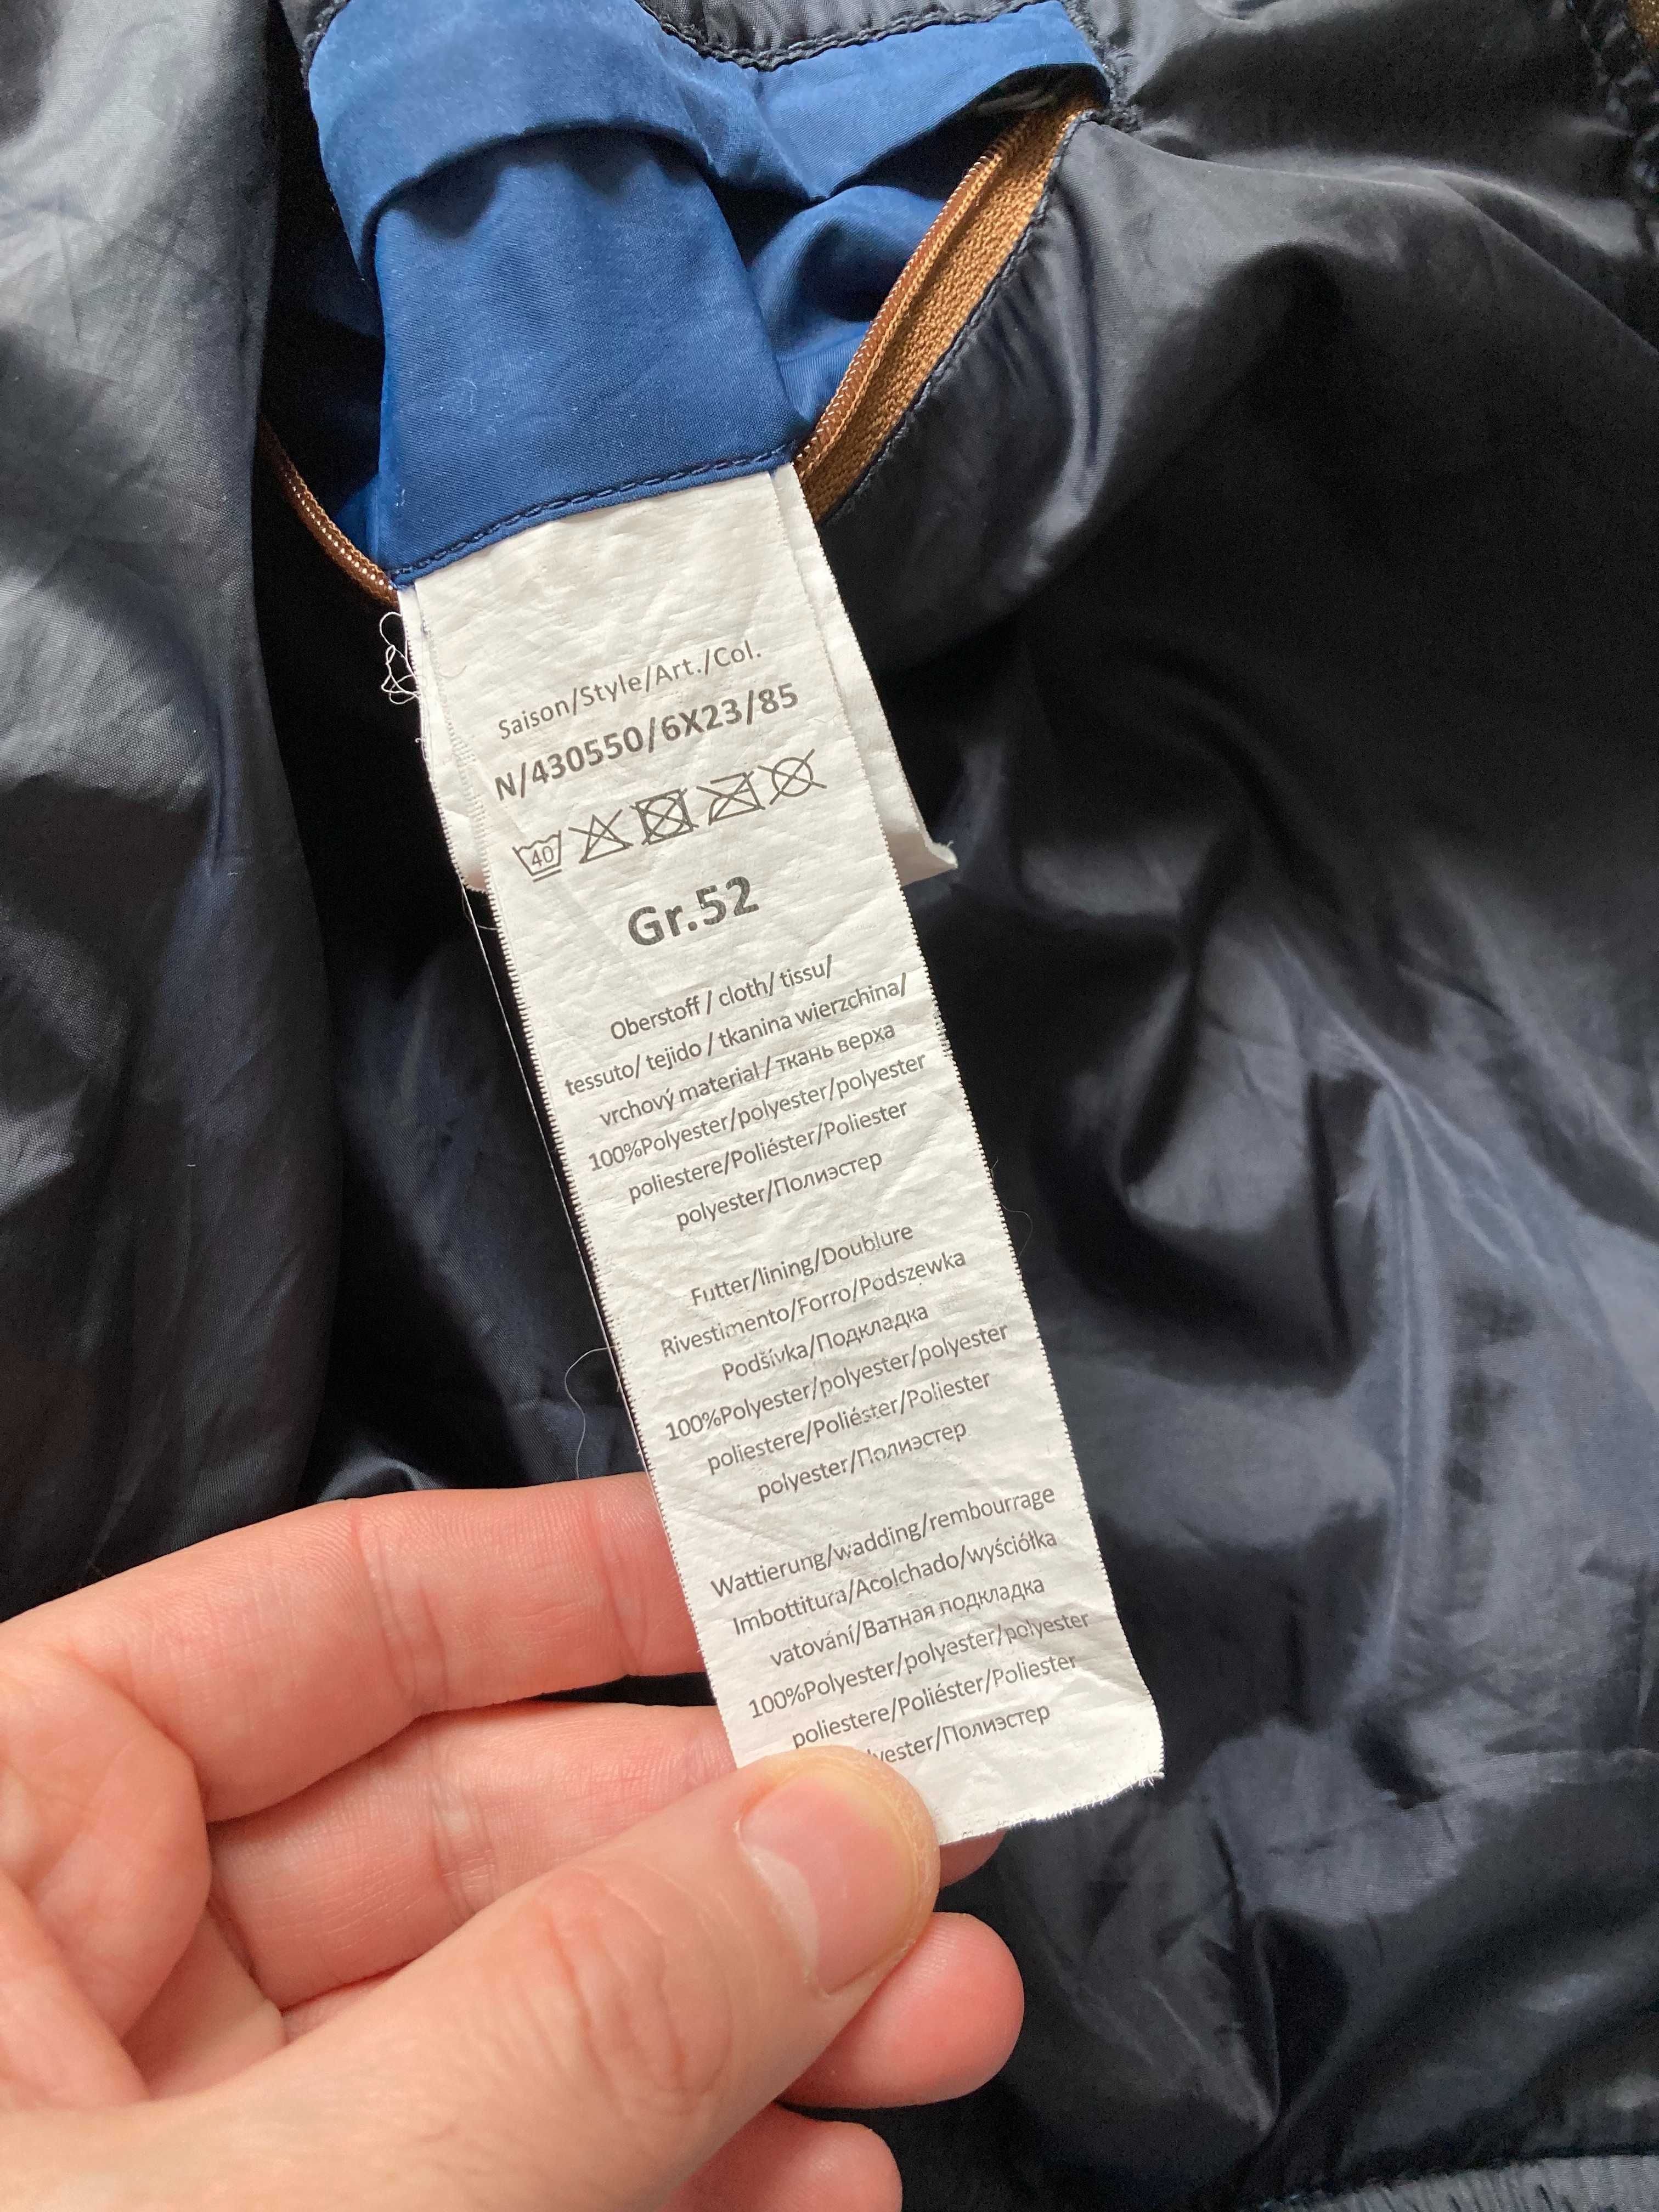 Saison/Style/Art./Col.
N/430550/6X23/85
40
Gr.52
Oberstoff / cloth/ tissu/
tessuto/ tejido / tkanina wierzchina/
vrchový material / ткань верха
100%Polyester/polyester/polyester
poliestere/Poliéster/Poliester
polyester/Полиэстер
Futter/lining/Doublure
Rivestimento/Forro/Podszewka
Podšívka/Подкладка
100%Polyester/polyester/polyester
poliestere/Poliéster/Poliester
polyester/Полиэстер
Wattierung/wadding/rembourrage
Imbottitura/Acolchado/wyściółka
vatování/Ватная подкладка
100%Polyester/polyester/polyester
poliestere/Poliéster/Poliester
lyester/Полиэстер